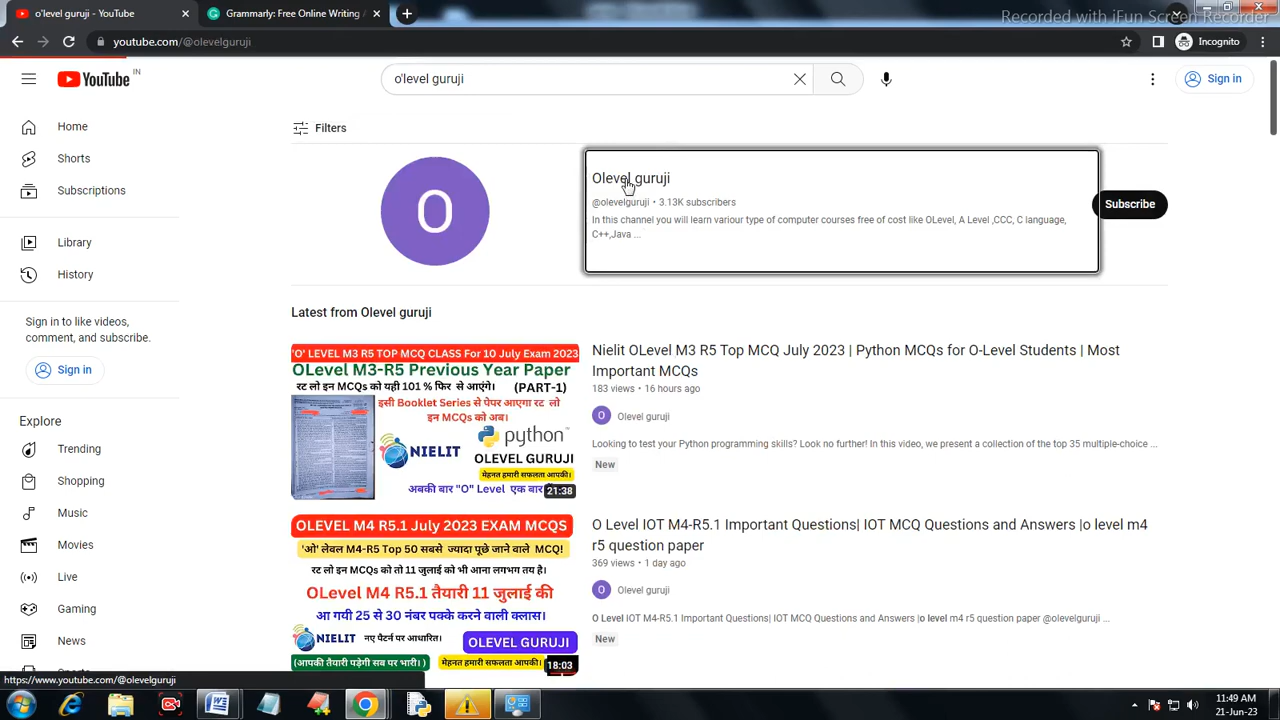 o'level guruji - YouTube
Grammarly: Free Online Writing /
Recorded with iFun Screen Recorder
youtube.com/@olevelguruji
Incognito
YouTube IN
o'level guruji
Sign in
Home
Shorts
Subscriptions
Library
History
Sign in to like videos,
comment, and subscribe.
Sign in
Explore
Trending
Shopping
Music
Movies
Live
Gaming
News
Filters
O
Olevel guruji
@olevelguruji • 3.13K subscribers
In this channel you will learn variour type of computer courses free of cost like OLevel, A Level ,CCC, C language,
C++,Java ...
Subscribe
Latest from Olevel guruji
'O' LEVEL M3 R5 TOP MCQ CLASS For 10 July Exam 2023
OLevel M3-R5 Previous Year Paper
रट लो इन MCQs को यही 101 % फिर से आएंगे। (PART-1)
इसी Booklet Series से पेपर आएगा रट लो
इन MCQs को अब।
NIELIT
python
OLEVEL GURUJI
मेहनत हमारी सफलता आपकी।
अबकी बार "O" Level एक बार
21:38
Nielit OLevel M3 R5 Top MCQ July 2023 | Python MCQs for O-Level Students | Most
Important MCQs
183 views • 16 hours ago
Olevel guruji
Looking to test your Python programming skills? Look no further! In this video, we present a collection of the top 35 multiple-choice ...
New
OLEVEL M4 R5.1 July 2023 EXAM MCQS
'ओ' लेवल M4-R5 Top 50 सबसे ज्यादा पूछे जाने वाले MCQ!
रट लो इन MCQs को तो 11 जुलाई को भी आना लगभग तय है।
OLevel M4 R5.1 तैयारी 11 जुलाई की
आ गयी 25 से 30 नंबर पक्के करने वाली क्लास।
NIELIT नए पैटर्न पर आधारित। OLEVEL GURUJI
(आपकी तैयारी पड़ेगी सब पर भारी। ) मेहनत हमारी सफलता आपकी।
18:03
O Level IOT M4-R5.1 Important Questions| IOT MCQ Questions and Answers |o level m4
r5 question paper
369 views • 1 day ago
Olevel guruji
O Level IOT M4-R5.1 Important Questions| IOT MCQ Questions and Answers |o level m4 r5 question paper @olevelguruji ...
New
https://www.youtube.com/@olevelguruji
11:49 AM
21-Jun-23